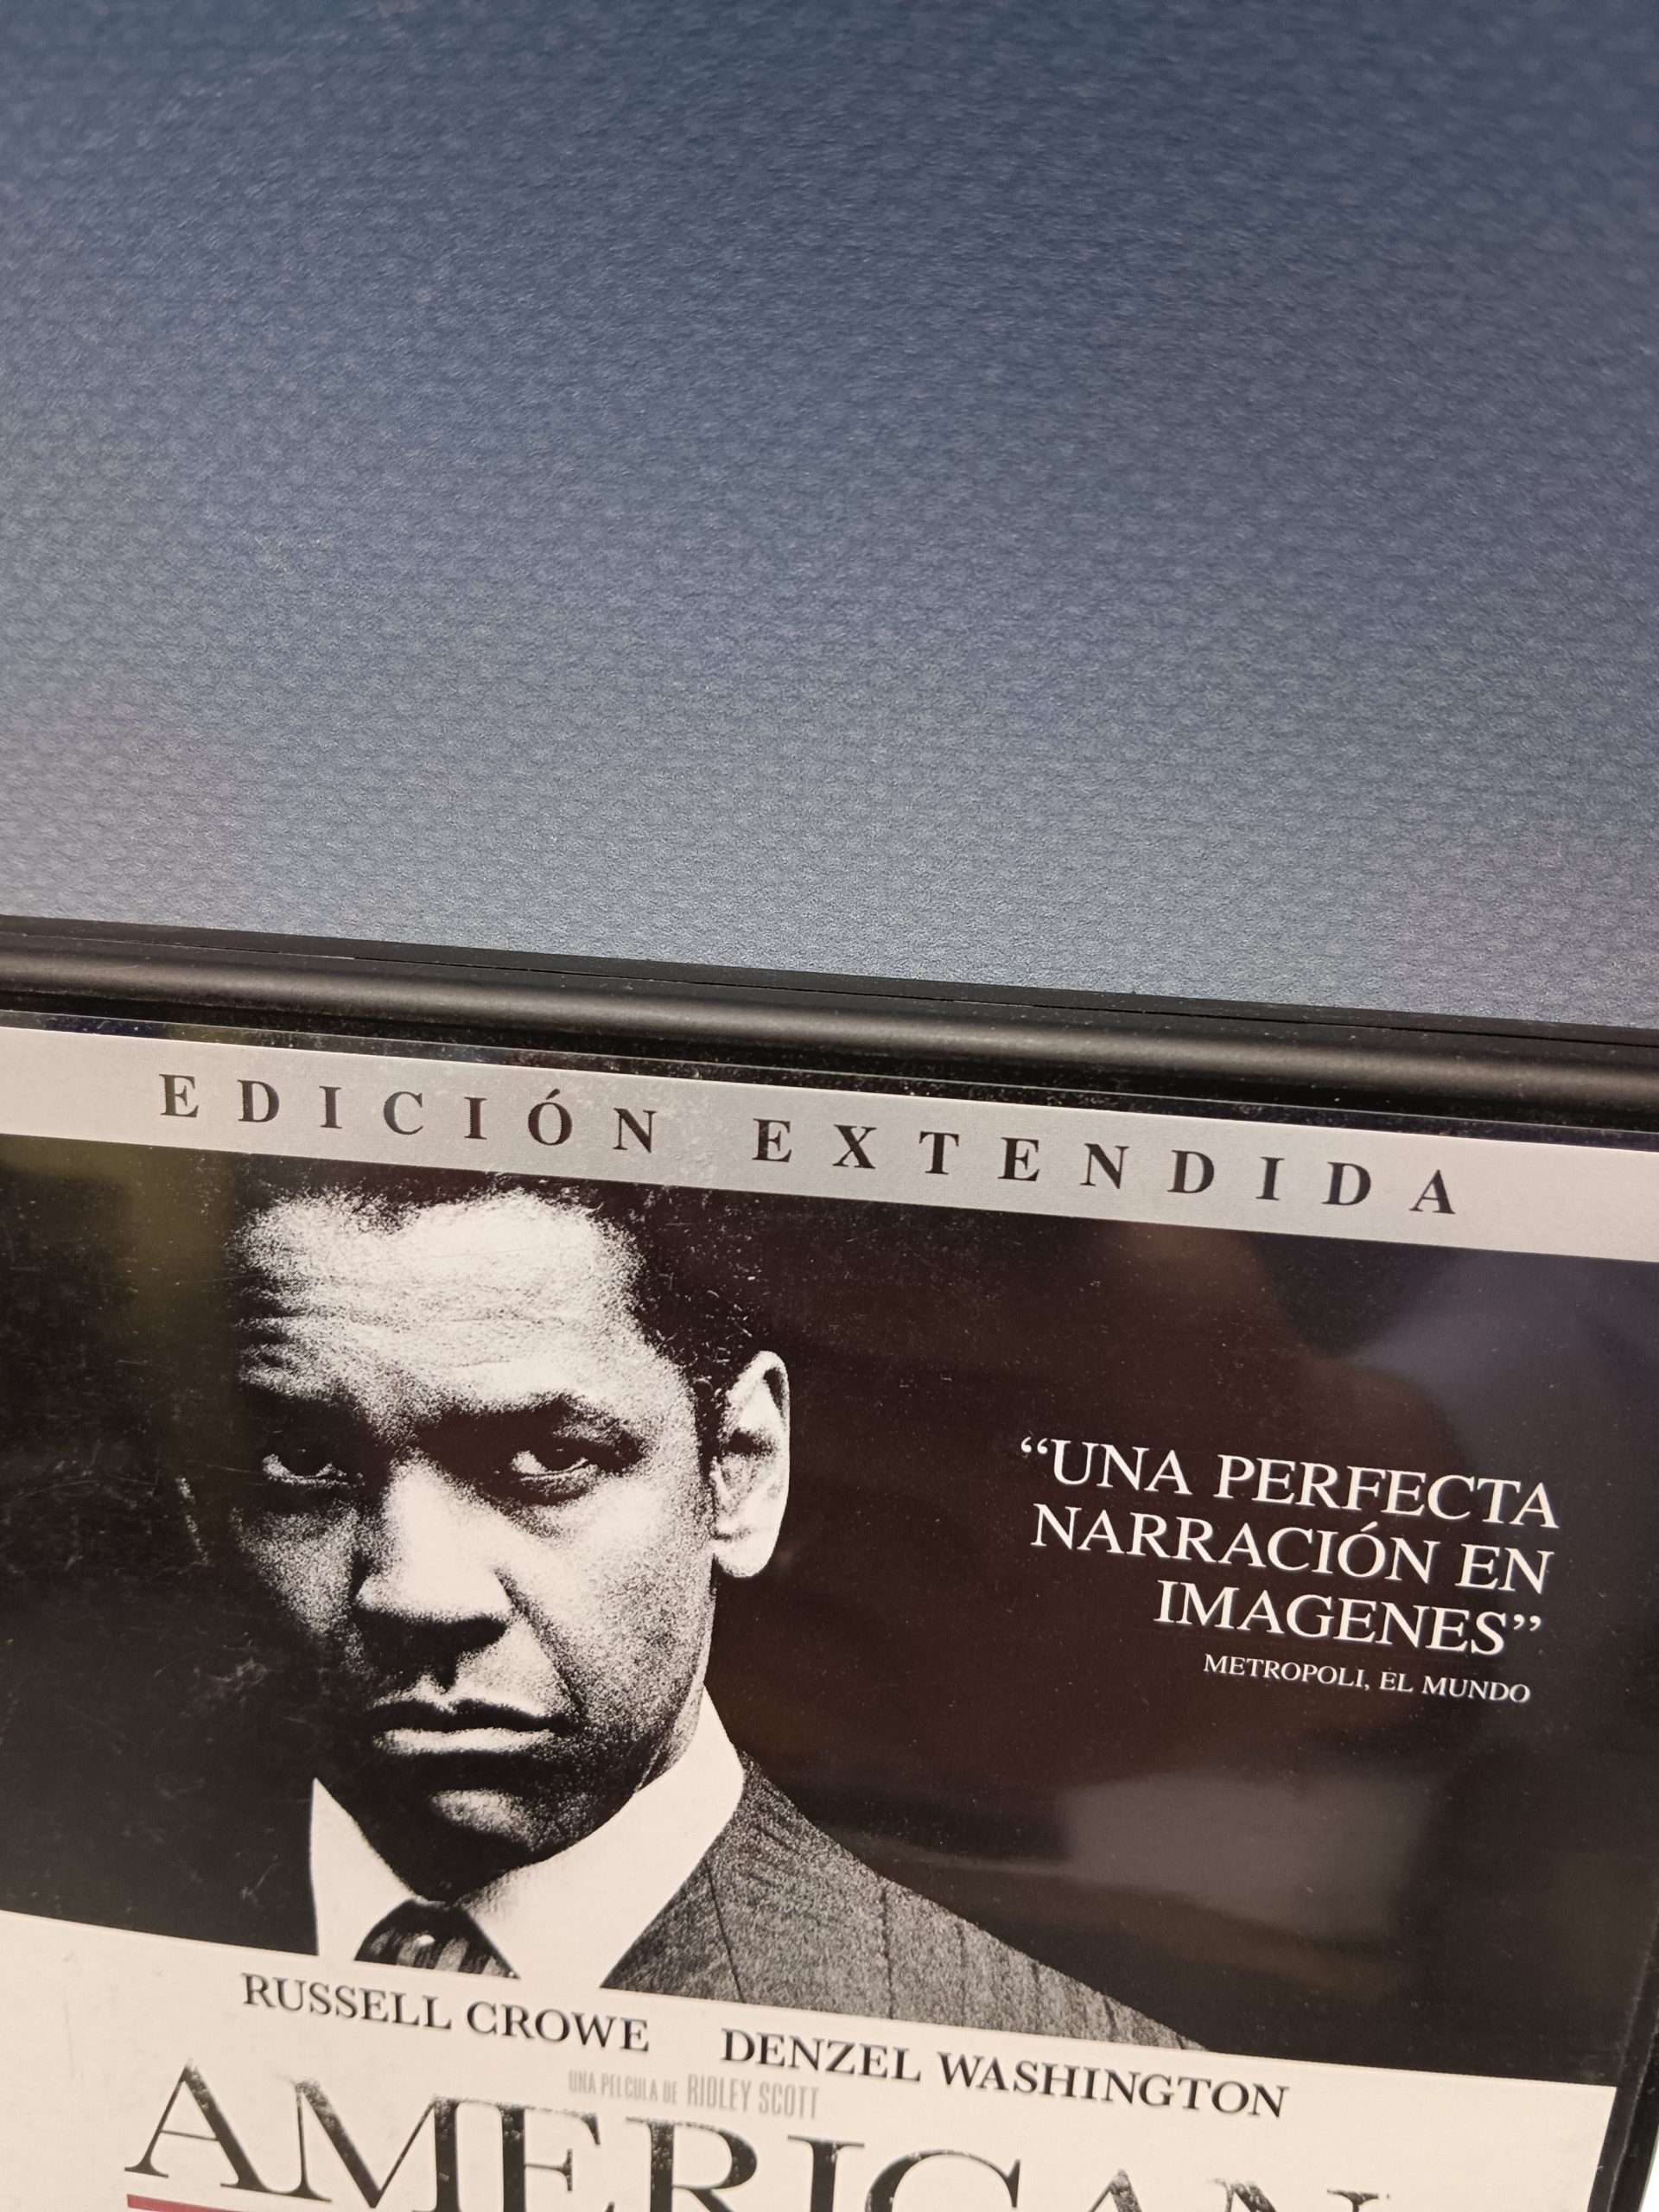 EDICIÓN EXTENDIDA
“UNA PERFECTA
NARRACIÓN EN
IMAGENES”
METROPOLI, EL MUNDO
RUSSELL CROWE DENZEL WASHINGTON
UNA PELCULA DE RIDLEY SCOTT
AMERICAN